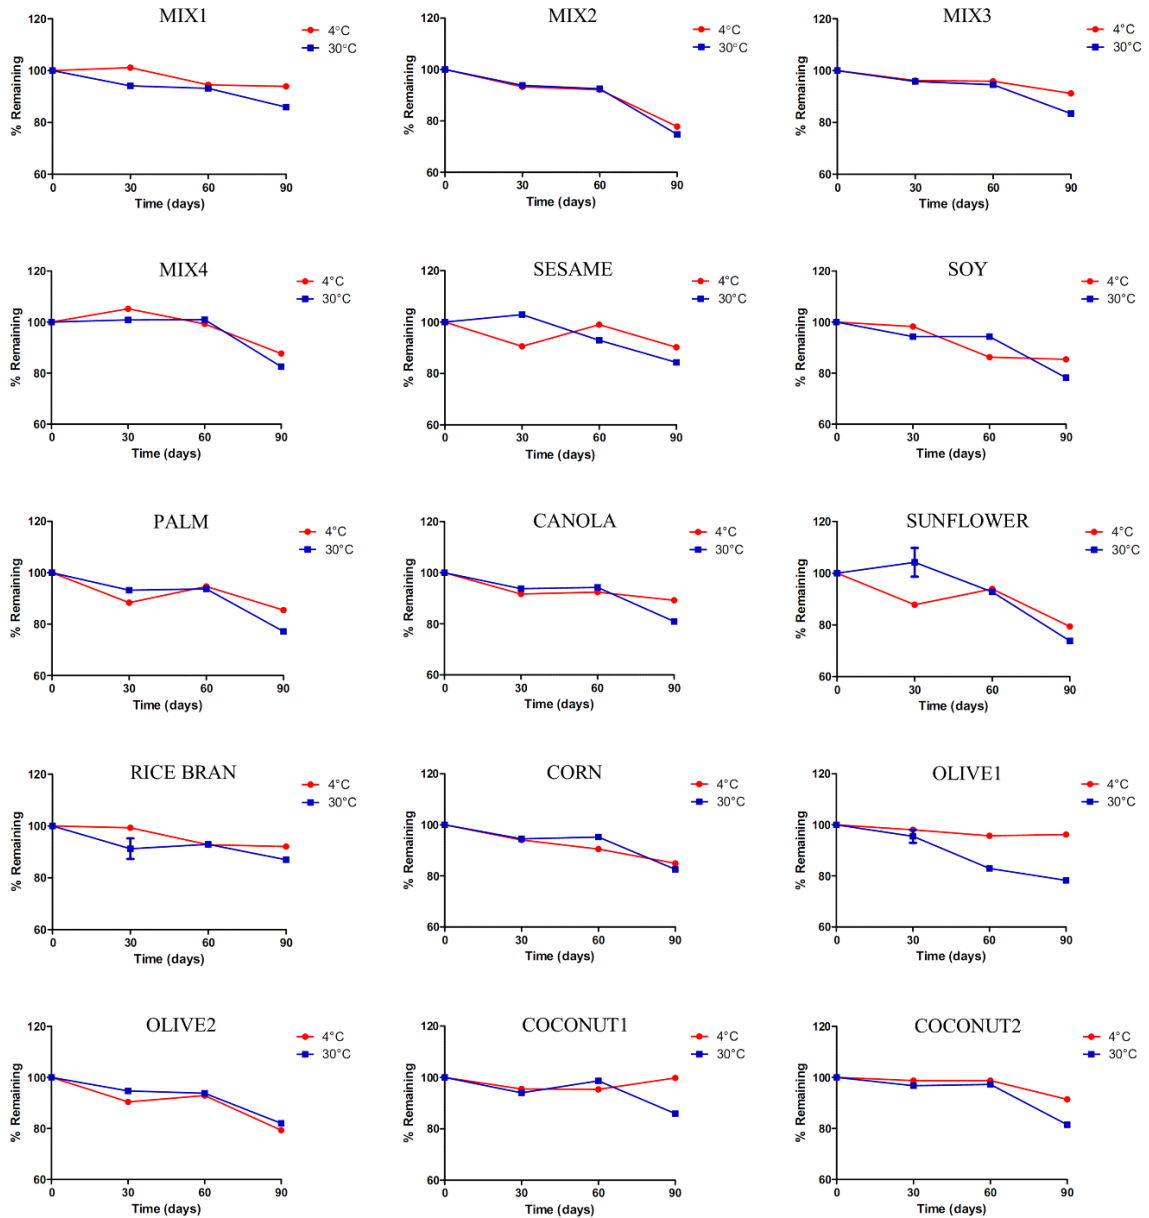 MIX1
4°C
30°C
120
100
80
60
% Remaining
0 30 60 90
Time (days)
MIX2
4°C
30°C
120
100
80
60
% Remaining
0 30 60 90
Time (days)
MIX3
4°C
30°C
120
100
80
60
% Remaining
0 30 60 90
Time (days)
MIX4
4°C
30°C
120
100
80
60
% Remaining
0 30 60 90
Time (days)
SESAME
4°C
30°C
120
100
80
60
% Remaining
0 30 60 90
Time (days)
SOY
4°C
30°C
120
100
80
60
% Remaining
0 30 60 90
Time (days)
PALM
4°C
30°C
120
100
80
60
% Remaining
0 30 60 90
Time (days)
CANOLA
4°C
30°C
120
100
80
60
% Remaining
0 30 60 90
Time (days)
SUNFLOWER
4°C
30°C
120
100
80
60
% Remaining
0 30 60 90
Time (days)
RICE BRAN
4°C
30°C
120
100
80
60
% Remaining
0 30 60 90
Time (days)
CORN
4°C
30°C
120
100
80
60
% Remaining
0 30 60 90
Time (days)
OLIVE1
4°C
30°C
120
100
80
60
% Remaining
0 30 60 90
Time (days)
OLIVE2
4°C
30°C
120
100
80
60
% Remaining
0 30 60 90
Time (days)
COCONUT1
4°C
30°C
120
100
80
60
% Remaining
0 30 60 90
Time (days)
COCONUT2
4°C
30°C
120
100
80
60
% Remaining
0 30 60 90
Time (days)